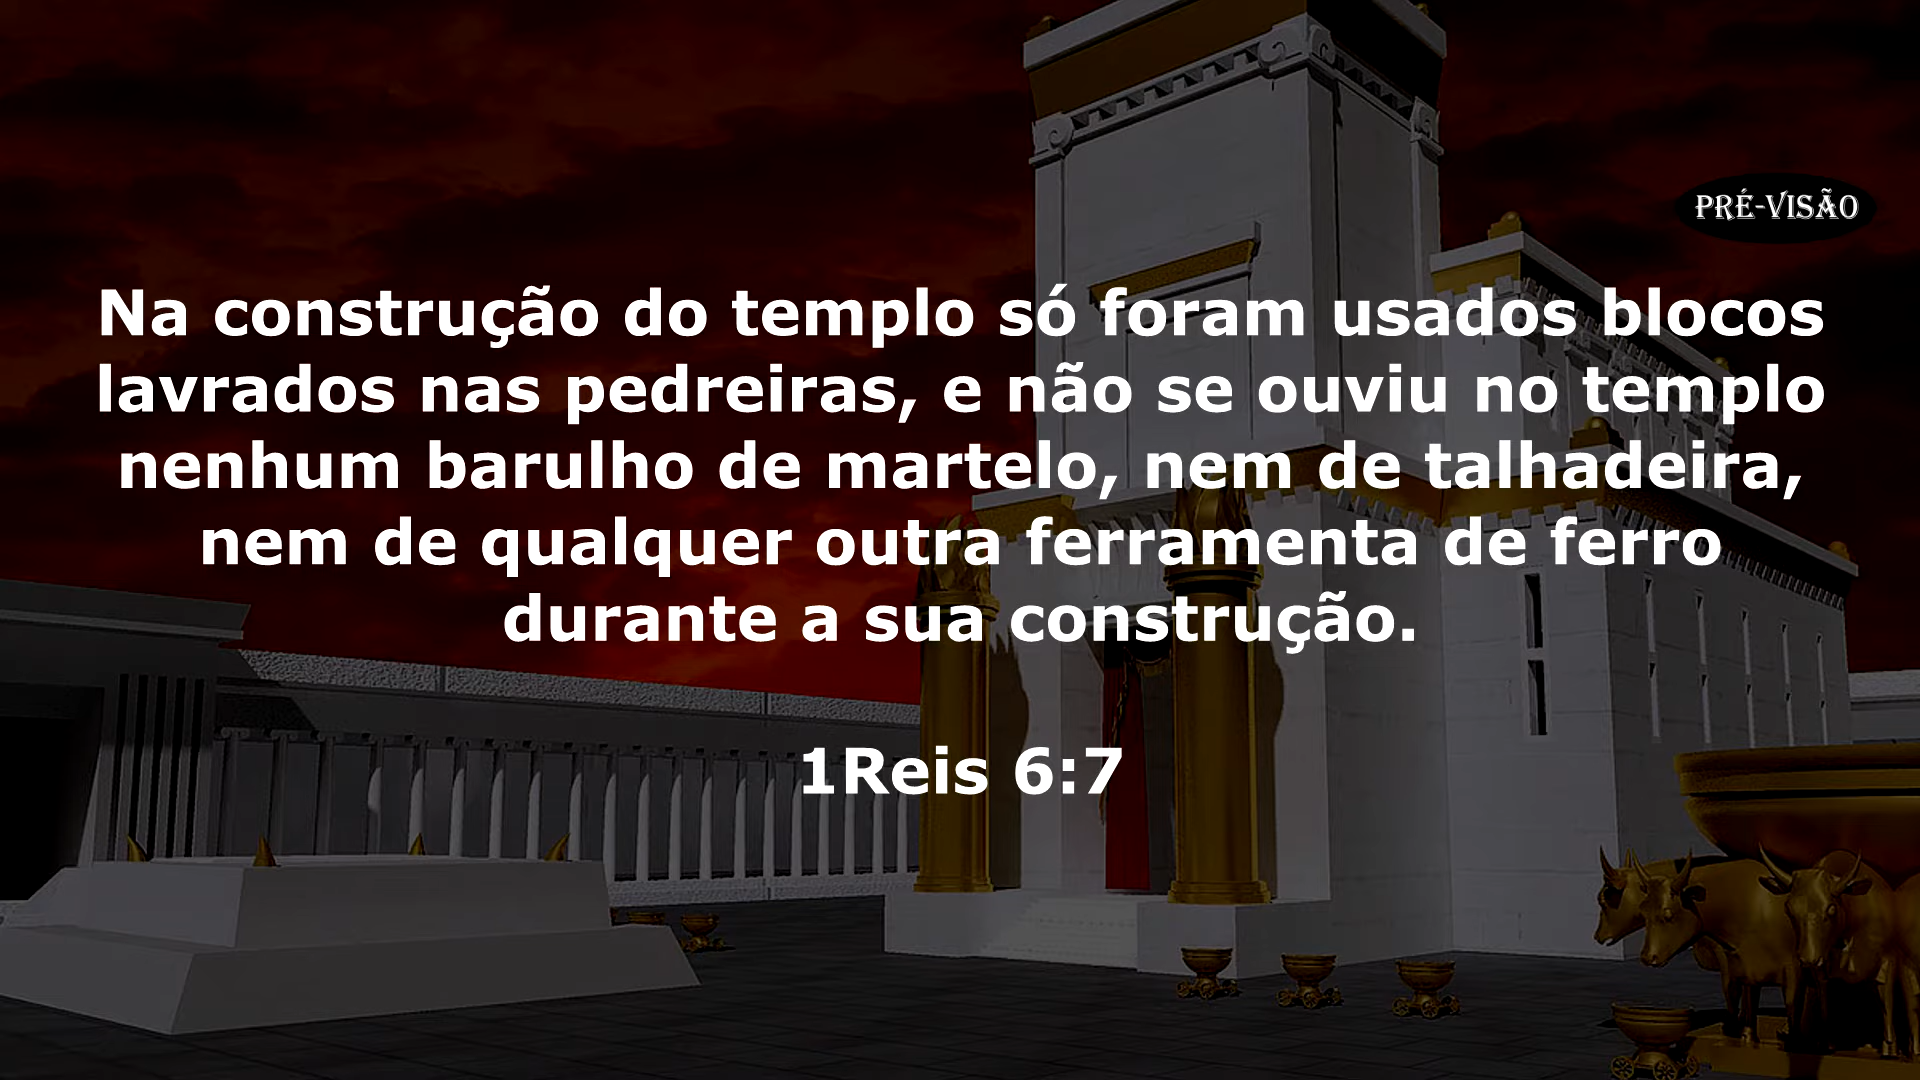 PRÉ-VISÃO
Na construção do templo só foram usados blocos
lavrados nas pedreiras, e não se ouviu no templo
nenhum barulho de martelo, nem de talhadeira,
nem de qualquer outra ferramenta de ferro
durante a sua construção.
1Reis 6:7